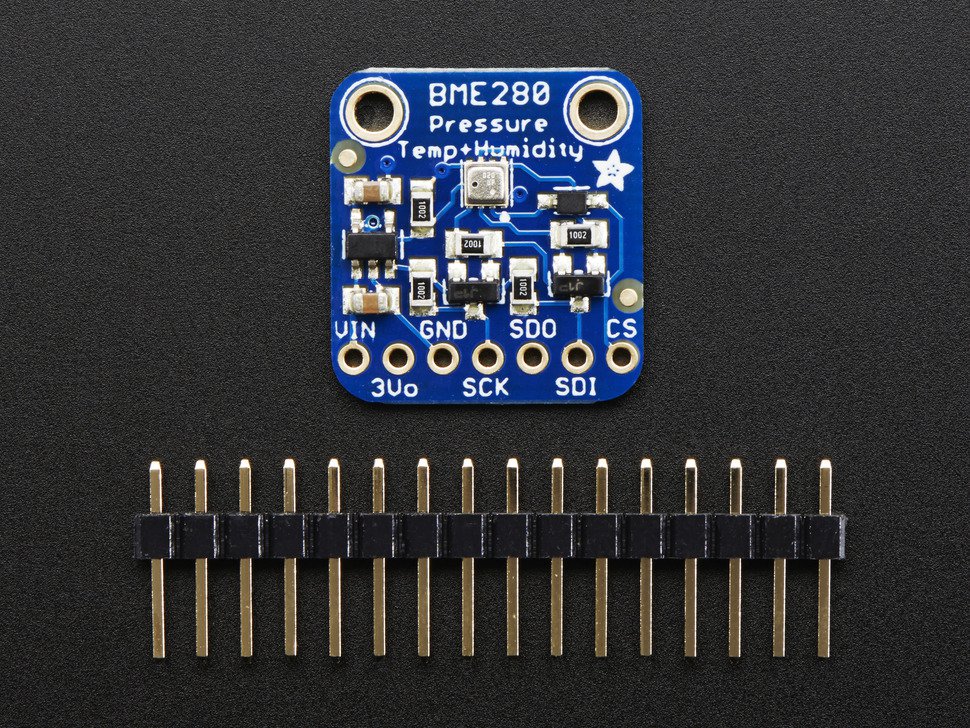 BME280
Pressure
Temp+Humidity
1002
1002
1002
1002
1002
VIN GND SDO CS
3Vo SCK SDI